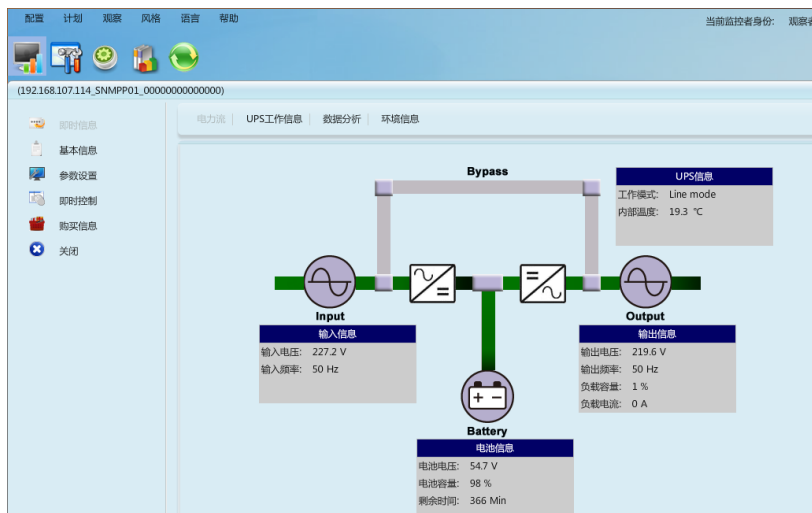 配置 计划 观察 风格 语言 帮助
当前监控者身份: 观察者
(192.168.107.114_SNMPP01_00000000000000)
即时信息
基本信息
参数设置
即时控制
购买信息
关闭
电力流 UPS工作信息 数据分析 环境信息
Bypass
UPS信息
工作模式: Line mode
内部温度: 19.3 ℃
Input
Output
输入信息
输入电压: 227.2 V
输入频率: 50 Hz
输出信息
输出电压: 219.6 V
输出频率: 50 Hz
负载容量: 1 %
负载电流: 0 A
Battery
电池信息
电池电压: 54.7 V
电池容量: 98 %
剩余时间: 366 Min